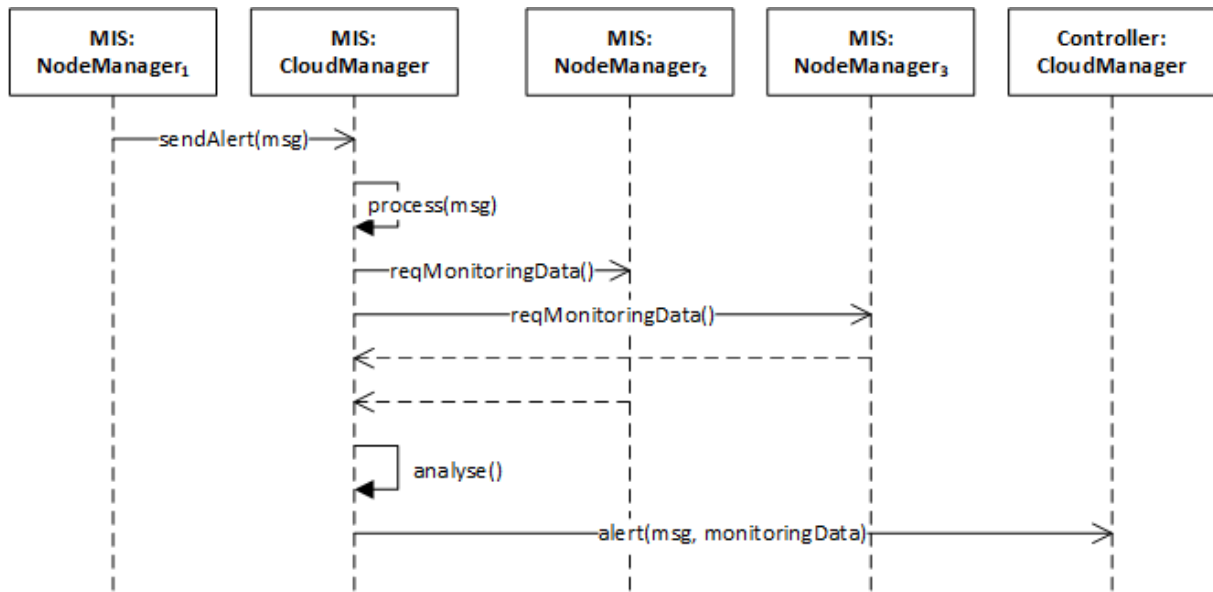 MIS:
NodeManager₁
MIS:
CloudManager
MIS:
NodeManager₂
MIS:
NodeManager₃
Controller:
CloudManager
sendAlert(msg)
process(msg)
reqMonitoringData()
reqMonitoringData()
analyse()
alert(msg, monitoringData)